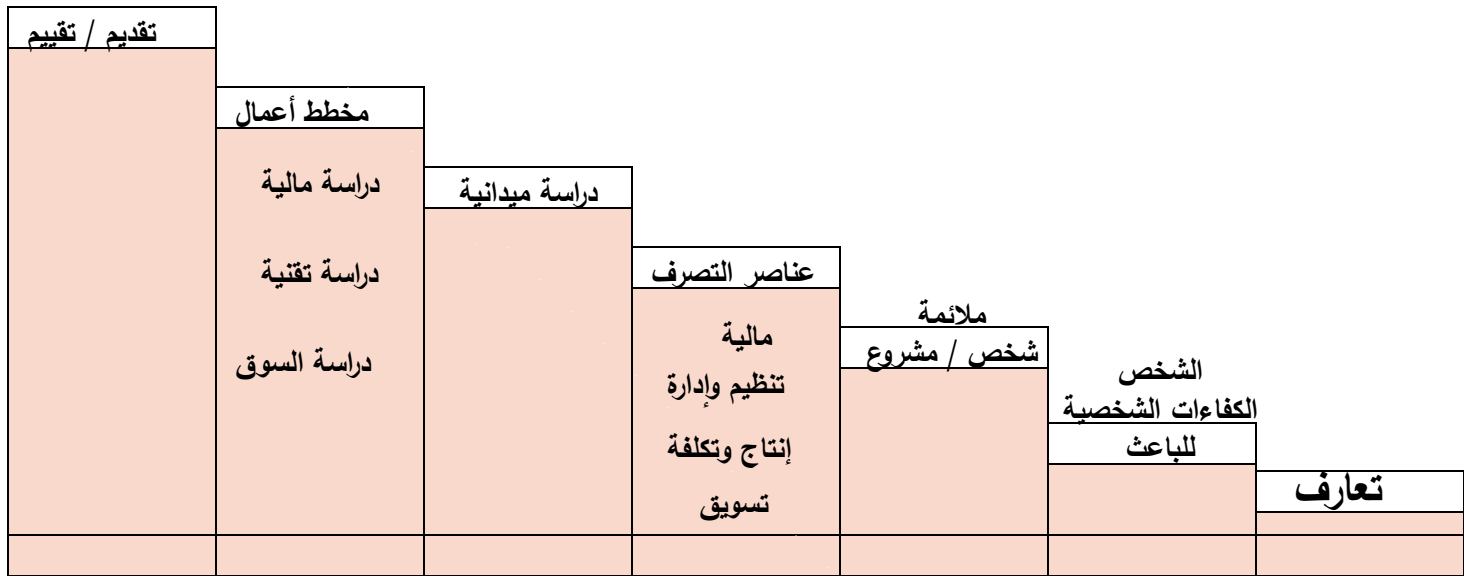 تعارف
الشخص
الكفاءات الشخصية
للباعث
ملائمة
شخص / مشروع
عناصر التصرف
مالية
تنظيم وإدارة
إنتاج وتكلفة
تسويق
دراسة ميدانية
مخطط أعمال
دراسة مالية
دراسة تقنية
دراسة السوق
تقديم / تقييم